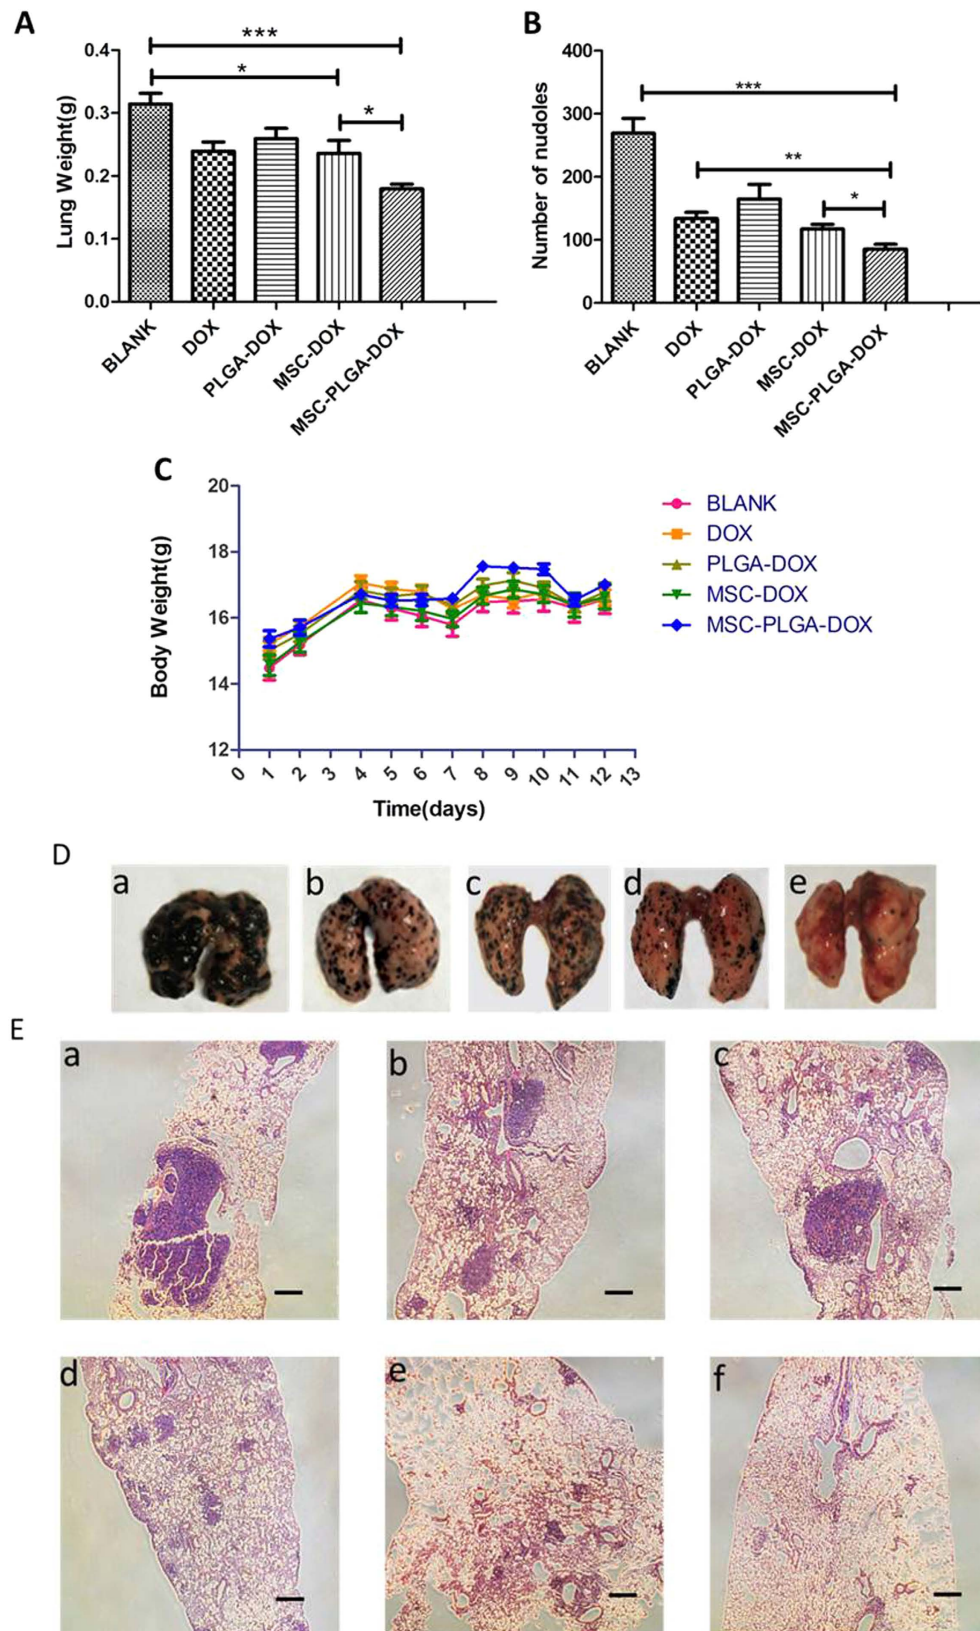 A
B
***
*
*
0.4
0.3
0.2
0.1
0.0
Lung Weight(g)
BLANK
DOX
PLGA-DOX
MSC-DOX
MSC-PLGA-DOX
***
**
*
400
300
200
100
0
Number of nudoles
BLANK
DOX
PLGA-DOX
MSC-DOX
MSC-PLGA-DOX
C
20
18
16
14
12
Body Weight(g)
0 1 2 3 4 5 6 7 8 9 10 11 12 13
Time(days)
BLANK
DOX
PLGA-DOX
MSC-DOX
MSC-PLGA-DOX
D
a b c d e
E
a b c
d e f